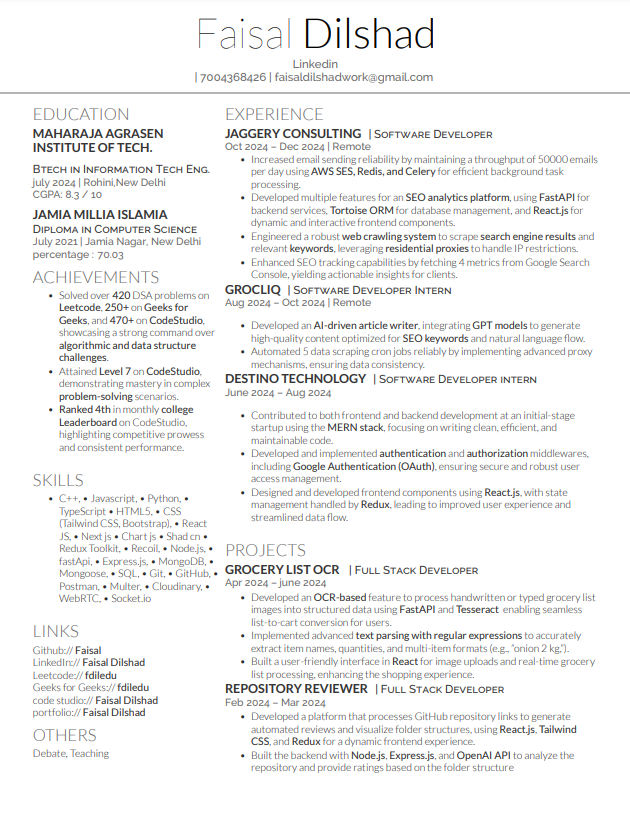 Faisal Dilshad
Linkedin
| 7004368426 | faisaldilshadwork@gmail.com
EDUCATION
MAHARAJA AGRASEN
INSTITUTE OF TECH.
Btech in Information Tech Eng.
july 2024 | Rohini,New Delhi
CGPA: 8.3 / 10
JAMIA MILLIA ISLAMIA
Diploma in Computer Science
July 2021 | Jamia Nagar, New Delhi
percentage : 70.03
ACHIEVEMENTS
• Solved over 420 DSA problems on
Leetcode, 250+ on Geeks for
Geeks, and 470+ on CodeStudio,
showcasing a strong command over
algorithmic and data structure
challenges.
• Attained Level 7 on CodeStudio,
demonstrating mastery in complex
problem-solving scenarios.
• Ranked 4th in monthly college
Leaderboard on CodeStudio,
highlighting competitive prowess
and consistent performance.
SKILLS
• C++, • Javascript, • Python, •
TypeScript • HTML5, • CSS
(Tailwind CSS, Bootstrap), • React
JS, • Next js • Chart js • Shad cn •
Redux Toolkit, • Recoil, • Node.js, •
fastApi, • Express.js, • MongoDB, •
Mongoose, • SQL, • Git, • GitHub, •
Postman, • Multer, • Cloudinary, •
WebRTC, • Socket.io
LINKS
Github:// Faisal
LinkedIn:// Faisal Dilshad
Leetcode:// fdiledu
Geeks for Geeks:// fdiledu
code studio:// Faisal Dilshad
portfolio:// Faisal Dilshad
OTHERS
Debate, Teaching
EXPERIENCE
JAGGERY CONSULTING | Software Developer
Oct 2024 – Dec 2024 | Remote
• Increased email sending reliability by maintaining a throughput of 50000 emails
per day using AWS SES, Redis, and Celery for efficient background task
processing.
• Developed multiple features for an SEO analytics platform, using FastAPI for
backend services, Tortoise ORM for database management, and React.js for
dynamic and interactive frontend components.
• Engineered a robust web crawling system to scrape search engine results and
relevant keywords, leveraging residential proxies to handle IP restrictions.
• Enhanced SEO tracking capabilities by fetching 4 metrics from Google Search
Console, yielding actionable insights for clients.
GROCLIQ | Software Developer Intern
Aug 2024 – Oct 2024 | Remote
• Developed an AI-driven article writer, integrating GPT models to generate
high-quality content optimized for SEO keywords and natural language flow.
• Automated 5 data scraping cron jobs reliably by implementing advanced proxy
mechanisms, ensuring data consistency.
DESTINO TECHNOLOGY | Software Developer intern
June 2024 – Aug 2024
• Contributed to both frontend and backend development at an initial-stage
startup using the MERN stack, focusing on writing clean, efficient, and
maintainable code.
• Developed and implemented authentication and authorization middlewares,
including Google Authentication (OAuth), ensuring secure and robust user
access management.
• Designed and developed frontend components using React.js, with state
management handled by Redux, leading to improved user experience and
streamlined data flow.
PROJECTS
GROCERY LIST OCR | Full Stack Developer
Apr 2024 – june 2024
• Developed an OCR-based feature to process handwritten or typed grocery list
images into structured data using FastAPI and Tesseract enabling seamless
list-to-cart conversion for users.
• Implemented advanced text parsing with regular expressions to accurately
extract item names, quantities, and multi-item formats (e.g., “onion 2 kg,”).
• Built a user-friendly interface in React for image uploads and real-time grocery
list processing, enhancing the shopping experience.
REPOSITORY REVIEWER | Full Stack Developer
Feb 2024 – Mar 2024
• Developed a platform that processes GitHub repository links to generate
automated reviews and visualize folder structures, using React.js, Tailwind
CSS, and Redux for a dynamic frontend experience.
• Built the backend with Node.js, Express.js, and OpenAI API to analyze the
repository and provide ratings based on the folder structure